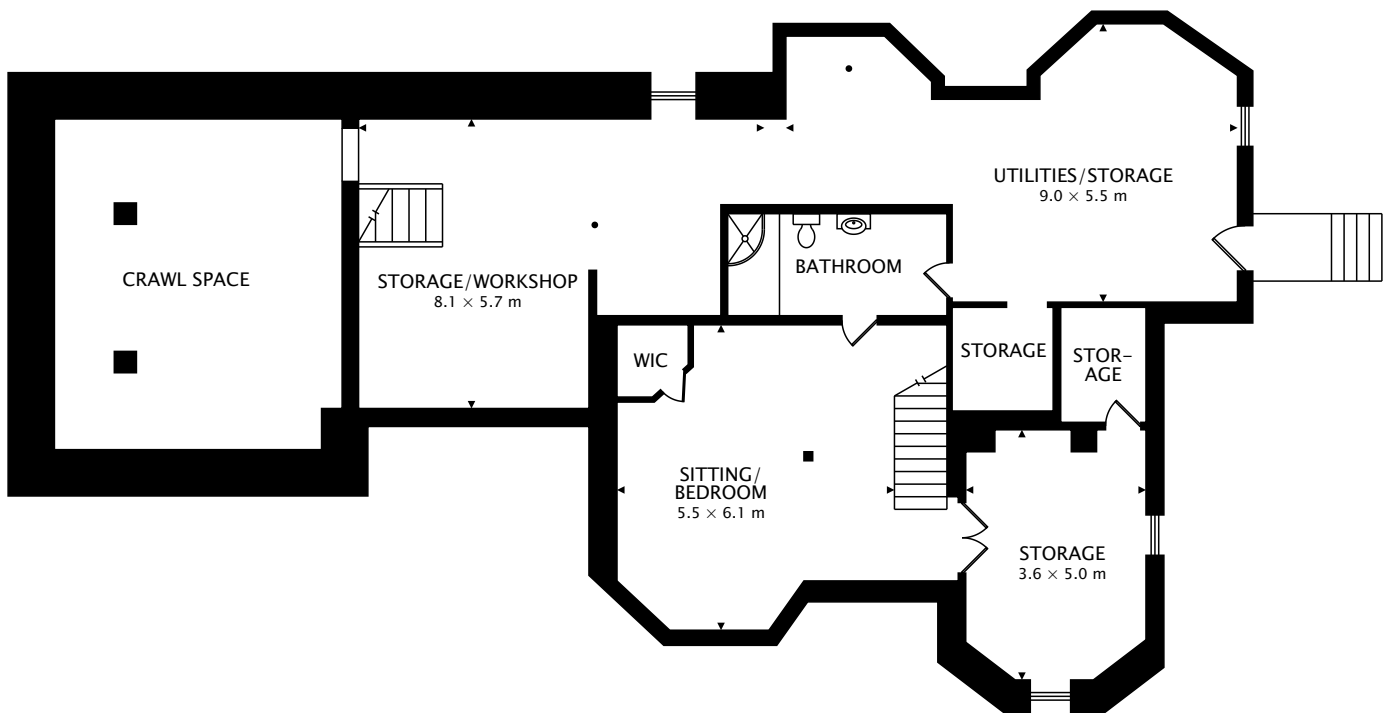 UTILITIES/STORAGE
9.0 × 5.5 m
BATHROOM
CRAWL SPACE
STORAGE/WORKSHOP
8.1 × 5.7 m
WIC
STORAGE
STOR-
AGE
SITTING/
BEDROOM
5.5 × 6.1 m
STORAGE
3.6 × 5.0 m